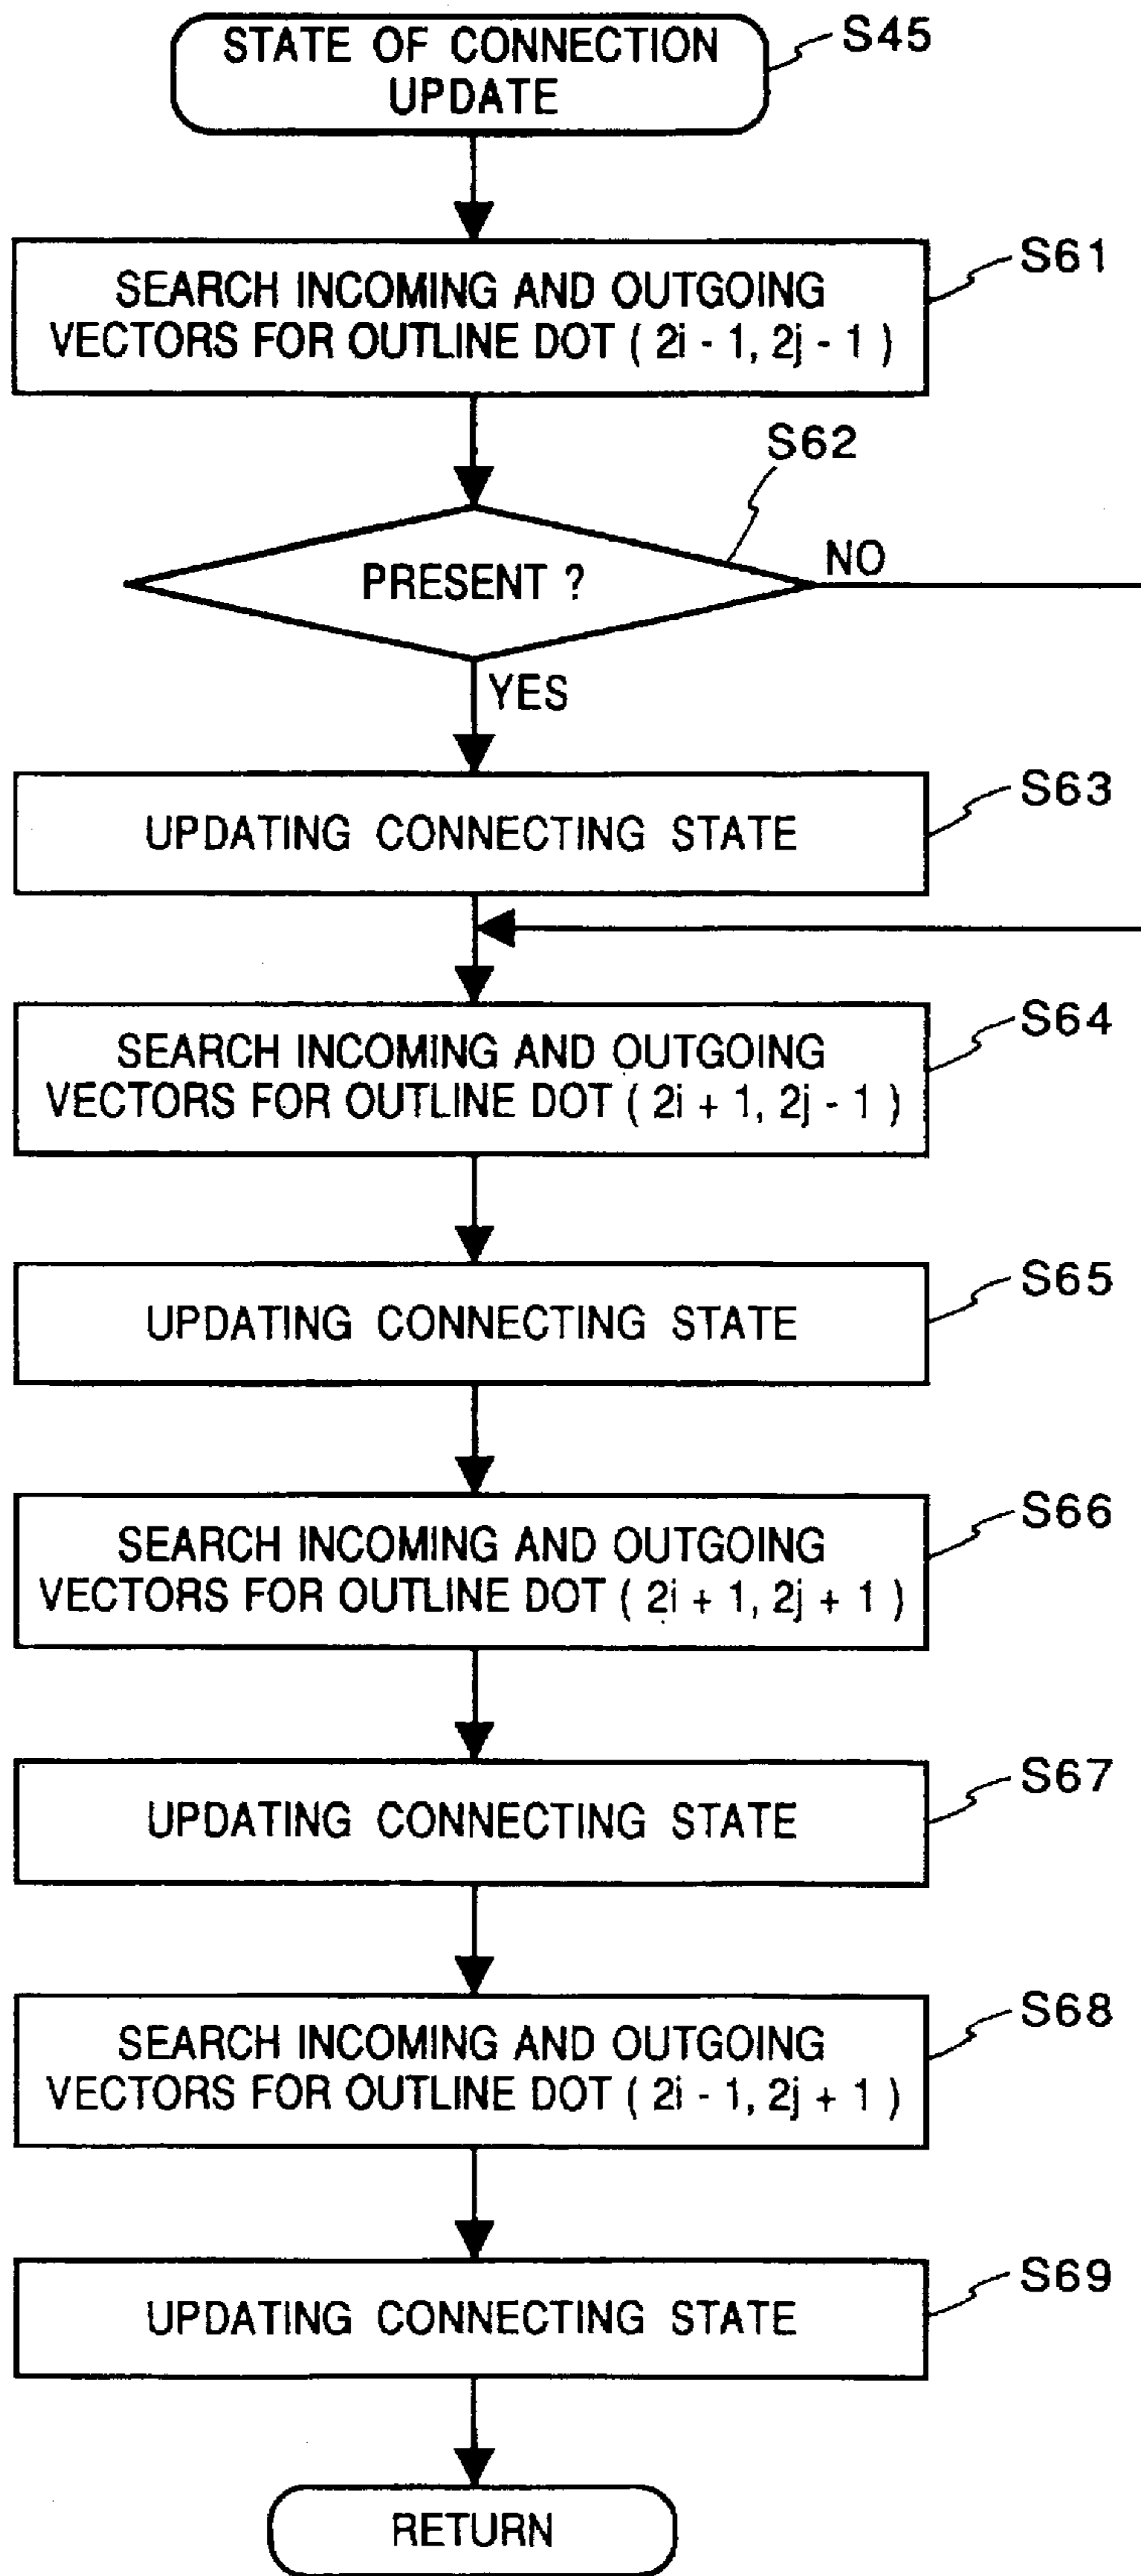 STATE OF CONNECTION
UPDATE
S45
SEARCH INCOMING AND OUTGOING
VECTORS FOR OUTLINE DOT ( 2i - 1, 2j - 1 )
S61
S62
PRESENT ?
NO
YES
UPDATING CONNECTING STATE
S63
SEARCH INCOMING AND OUTGOING
VECTORS FOR OUTLINE DOT ( 2i + 1, 2j - 1 )
S64
UPDATING CONNECTING STATE
S65
SEARCH INCOMING AND OUTGOING
VECTORS FOR OUTLINE DOT ( 2i + 1, 2j + 1 )
S66
UPDATING CONNECTING STATE
S67
SEARCH INCOMING AND OUTGOING
VECTORS FOR OUTLINE DOT ( 2i - 1, 2j + 1 )
S68
UPDATING CONNECTING STATE
S69
RETURN